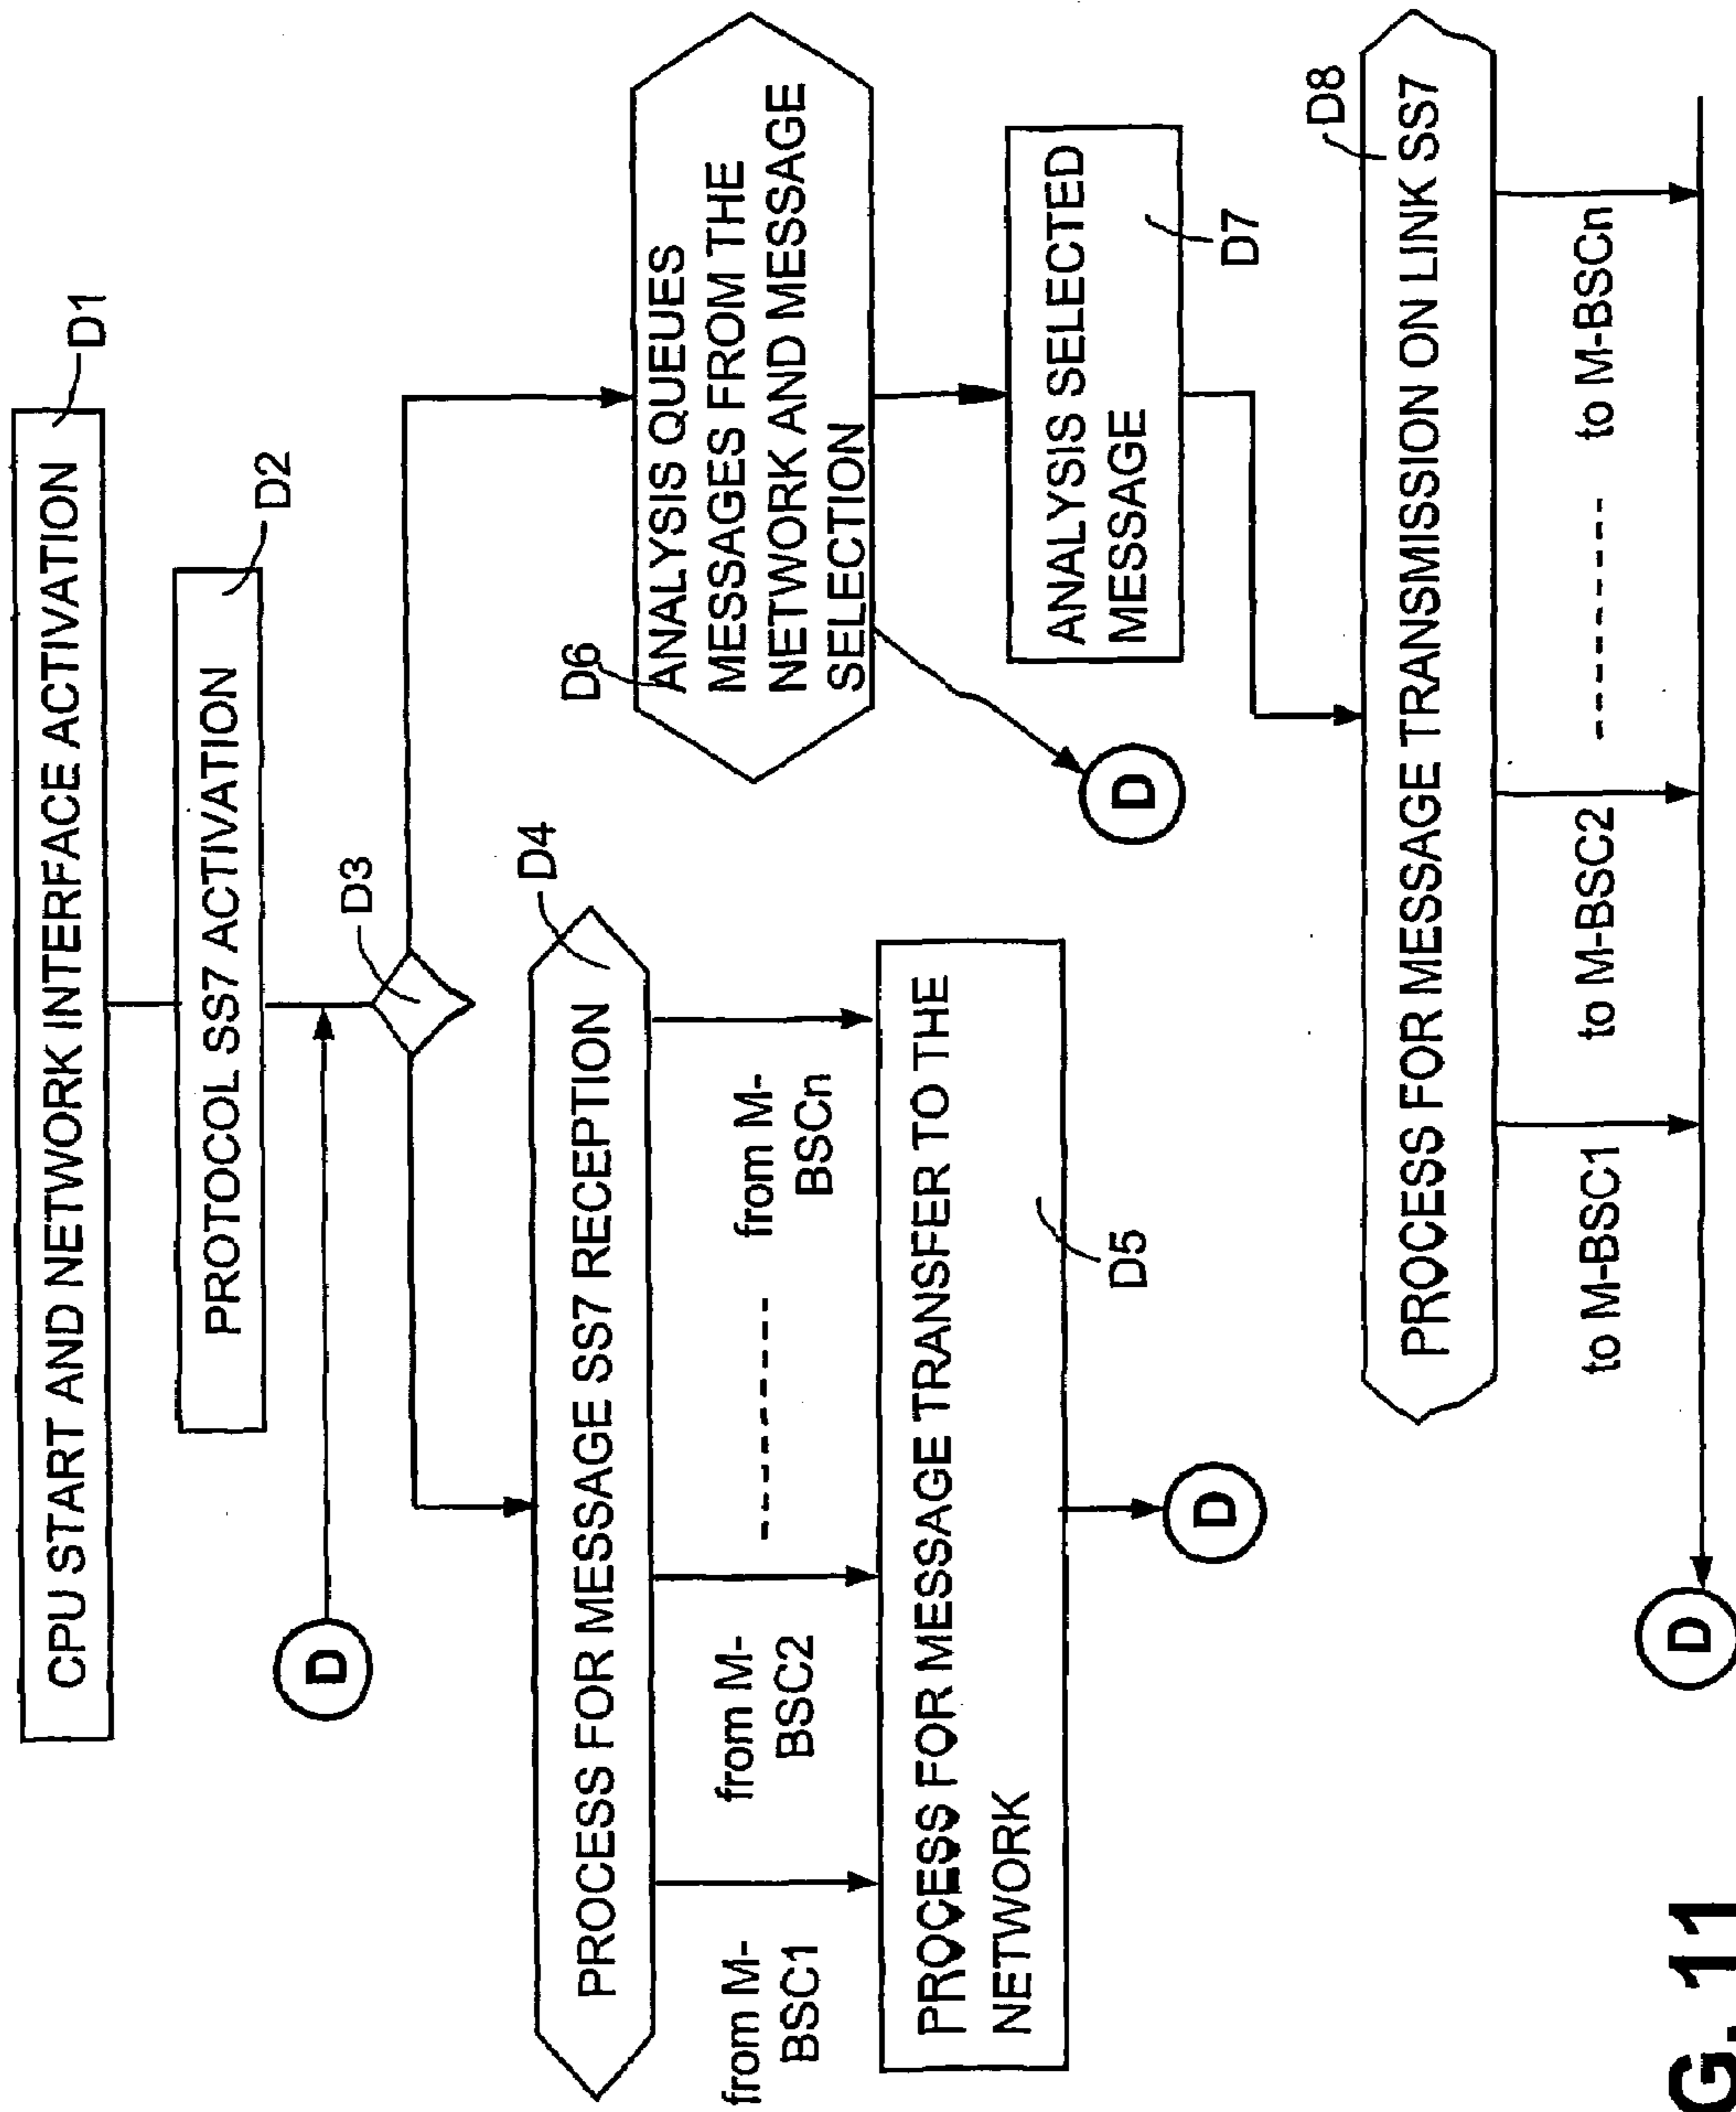 CPU START AND NETWORK INTERFACE ACTIVATION
D1
PROTOCOL SS7 ACTIVATION
D2
D
D3
PROCESS FOR MESSAGE SS7 RECEPTION
D4
from M-
BSC1
from M-
BSC2
from M-
BSCn
PROCESS FOR MESSAGE TRANSFER TO THE
NETWORK
D5
D
D6
ANALYSIS QUEUES
MESSAGES FROM THE
NETWORK AND MESSAGE
SELECTION
D
ANALYSIS SELECTED
MESSAGE
D7
D8
PROCESS FOR MESSAGE TRANSMISSION ON LINK SS7
to M-BSC1
to M-BSC2
to M-BSCn
D
G. 11